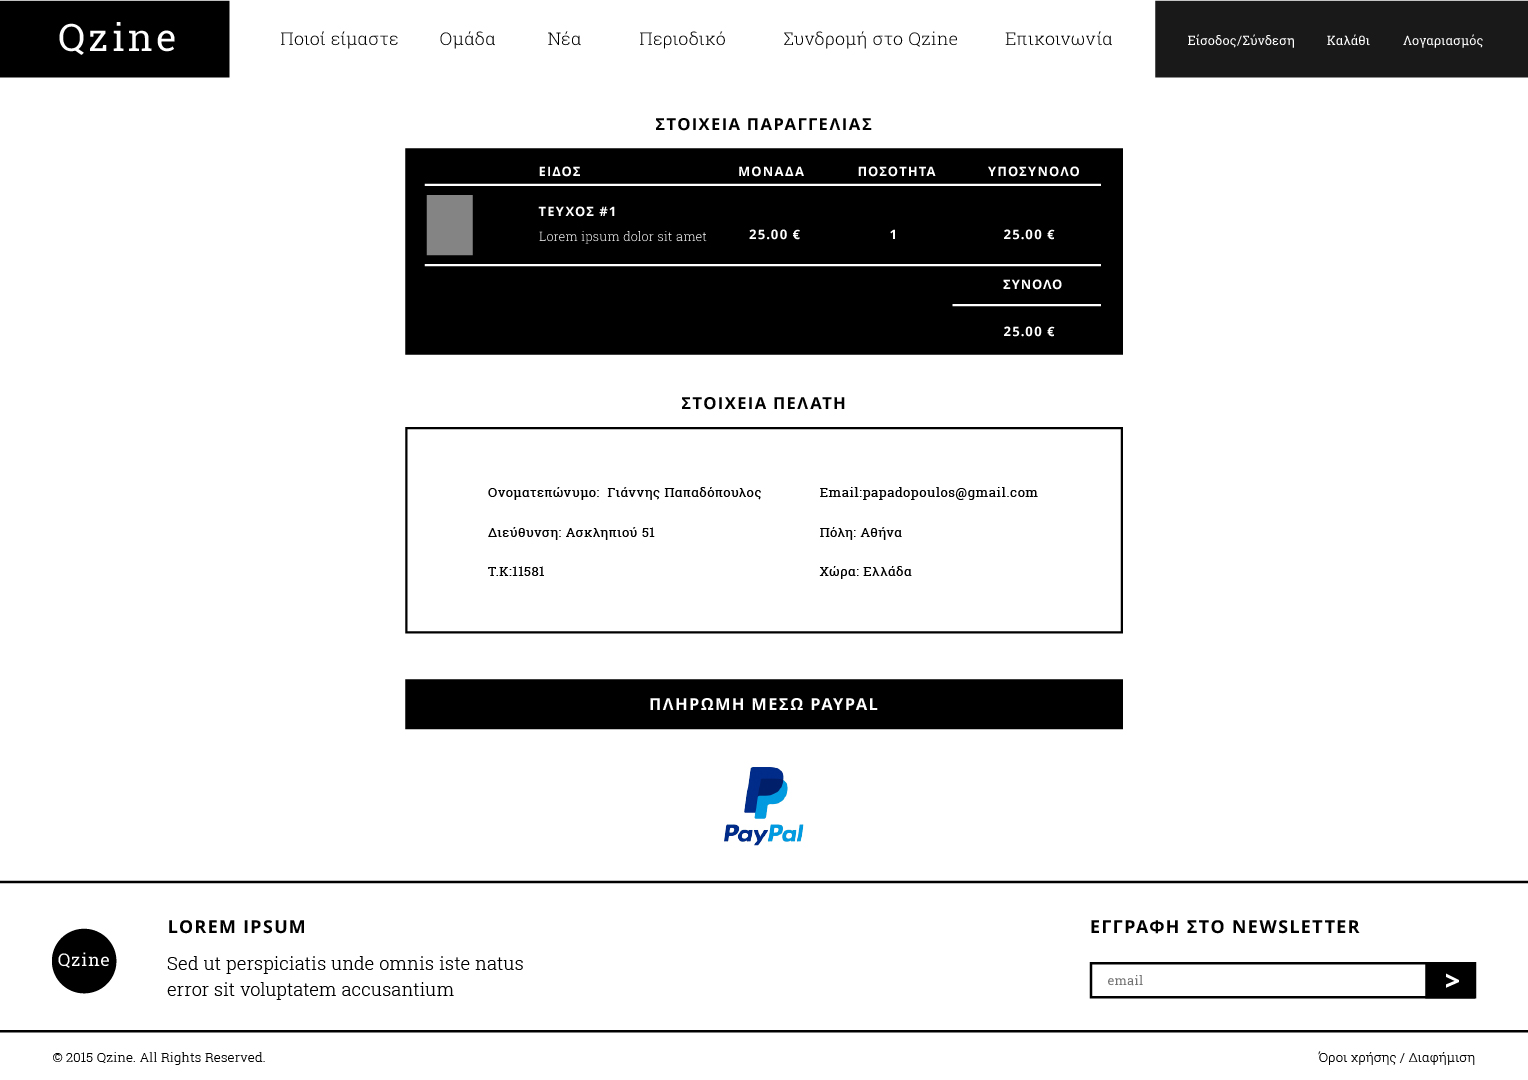 Qzine
Ποιοί είμαστε Ομάδα Νέα Περιοδικό Συνδρομή στο Qzine Επικοινωνία
Είσοδος/Σύνδεση Καλάθι Λογαριασμός
ΣΤΟΙΧΕΙΑ ΠΑΡΑΓΓΕΛΙΑΣ
ΕΙΔΟΣ ΜΟΝΑΔΑ ΠΟΣΟΤΗΤΑ ΥΠΟΣΥΝΟΛΟ
ΤΕΥΧΟΣ #1
Lorem ipsum dolor sit amet 25.00 € 1 25.00 €
ΣΥΝΟΛΟ
25.00 €
ΣΤΟΙΧΕΙΑ ΠΕΛΑΤΗ
Ονοματεπώνυμο: Γιάννης Παπαδόπουλος Email:papadopoulos@gmail.com
Διεύθυνση: Ασκληπιού 51 Πόλη: Αθήνα
Τ.Κ:11581 Χώρα: Ελλάδα
ΠΛΗΡΩΜΗ ΜΕΣΩ PAYPAL
PayPal
Qzine
LOREM IPSUM
Sed ut perspiciatis unde omnis iste natus
error sit voluptatem accusantium
ΕΓΓΡΑΦΗ ΣΤΟ NEWSLETTER
email >
© 2015 Qzine. All Rights Reserved. Όροι χρήσης / Διαφήμιση